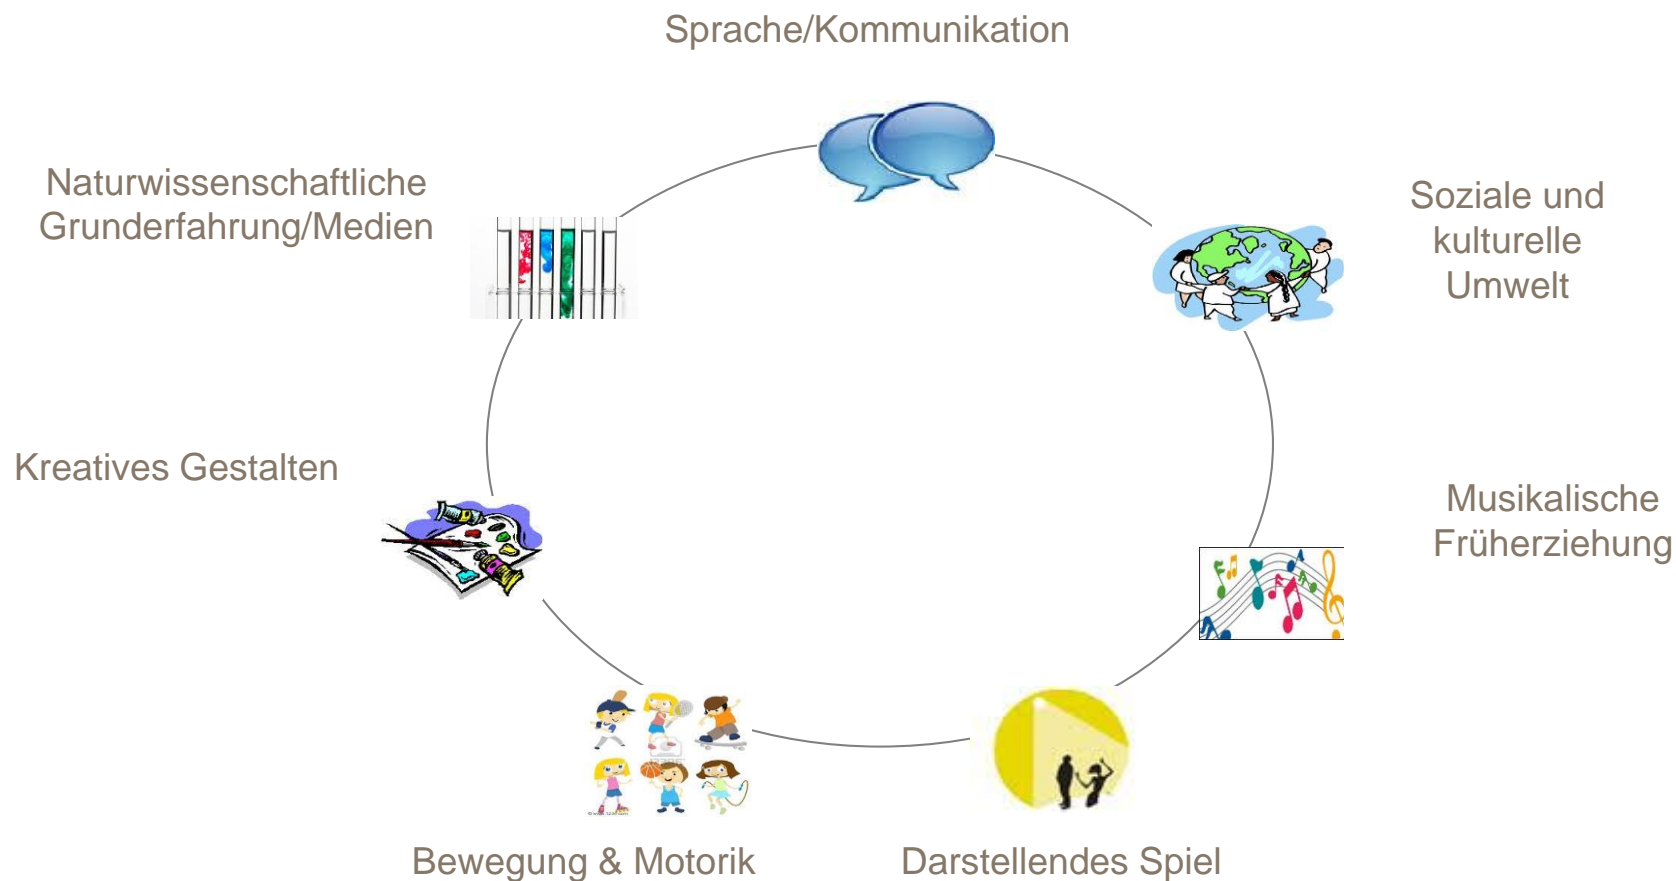 Sprache/Kommunikation
Naturwissenschaftliche
Grunderfahrung/Medien
Soziale und
kulturelle
Umwelt
Kreatives Gestalten
Musikalische
Früherziehung
Bewegung & Motorik
Darstellendes Spiel